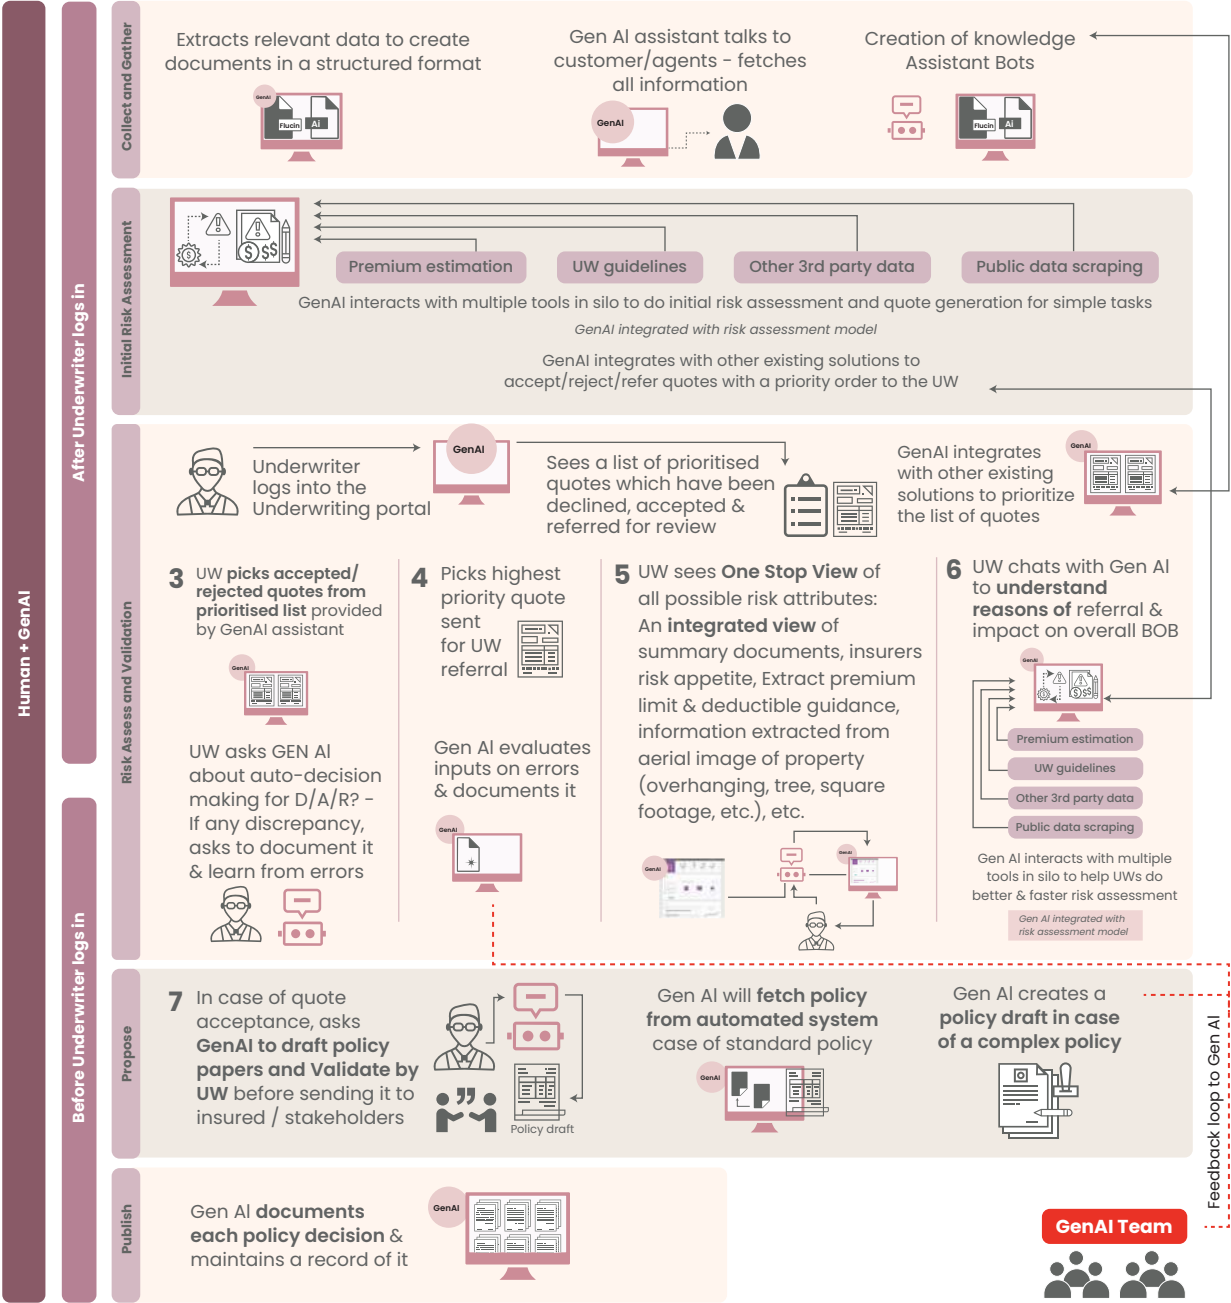 Human + GenAI
After Underwriter logs in
Before Underwriter logs in
Collect and Gather
Extracts relevant data to create
documents in a structured format
GenAI
Flucin
Ai
Gen AI assistant talks to
customer/agents - fetches
all information
GenAI
Creation of knowledge
Assistant Bots
Flucin
Ai
Initial Risk Assessment
Premium estimation
UW guidelines
Other 3rd party data
Public data scraping
GenAI interacts with multiple tools in silo to do initial risk assessment and quote generation for simple tasks
GenAI integrated with risk assessment model
GenAI integrates with other existing solutions to
accept/reject/refer quotes with a priority order to the UW
Risk Assess and Validation
Underwriter
logs into the
Underwriting portal
GenAI
Sees a list of prioritised
quotes which have been
declined, accepted &
referred for review
GenAI integrates
with other existing
solutions to prioritize
the list of quotes
GenAI
3 UW picks accepted/
rejected quotes from
prioritised list provided
by GenAI assistant
GenAI
UW asks GEN AI
about auto-decision
making for D/A/R? -
If any discrepancy,
asks to document it
& learn from errors
4 Picks highest
priority quote
sent
for UW
referral
Gen AI evaluates
inputs on errors
& documents it
GenAI
5 UW sees One Stop View of
all possible risk attributes:
An integrated view of
summary documents, insurers
risk appetite, Extract premium
limit & deductible guidance,
information extracted from
aerial image of property
(overhanging, tree, square
footage, etc.), etc.
GenAI
GenAI
6 UW chats with Gen AI
to understand
reasons of referral &
impact on overall BOB
GenAI
Premium estimation
UW guidelines
Other 3rd party data
Public data scraping
Gen AI interacts with multiple
tools in silo to help UWs do
better & faster risk assessment
Gen AI integrated with
risk assessment model
Propose
7 In case of quote
acceptance, asks
GenAI to draft policy
papers and Validate by
UW before sending it to
insured / stakeholders
Policy draft
Gen AI will fetch policy
from automated system
case of standard policy
GenAI
Gen AI creates a
policy draft in case
of a complex policy
Feedback loop to Gen AI
Publish
Gen AI documents
each policy decision &
maintains a record of it
GenAI
GenAI Team